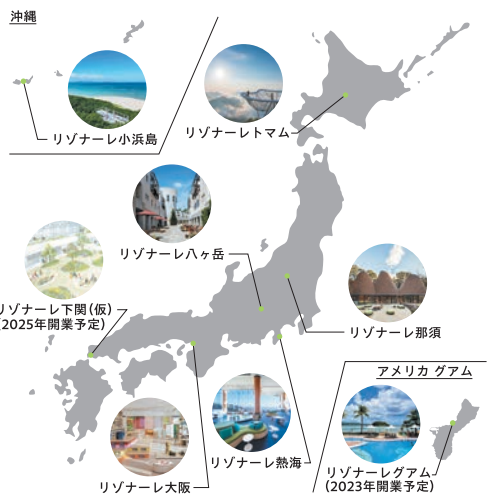 沖縄
リゾナーレ小浜島
リゾナーレトマム
リゾナーレ八ヶ岳
リゾナーレ下関(仮)
(2025年開業予定)
リゾナーレ那須
アメリカ グアム
リゾナーレ熱海
リゾナーレグアム
(2023年開業予定)
リゾナーレ大阪